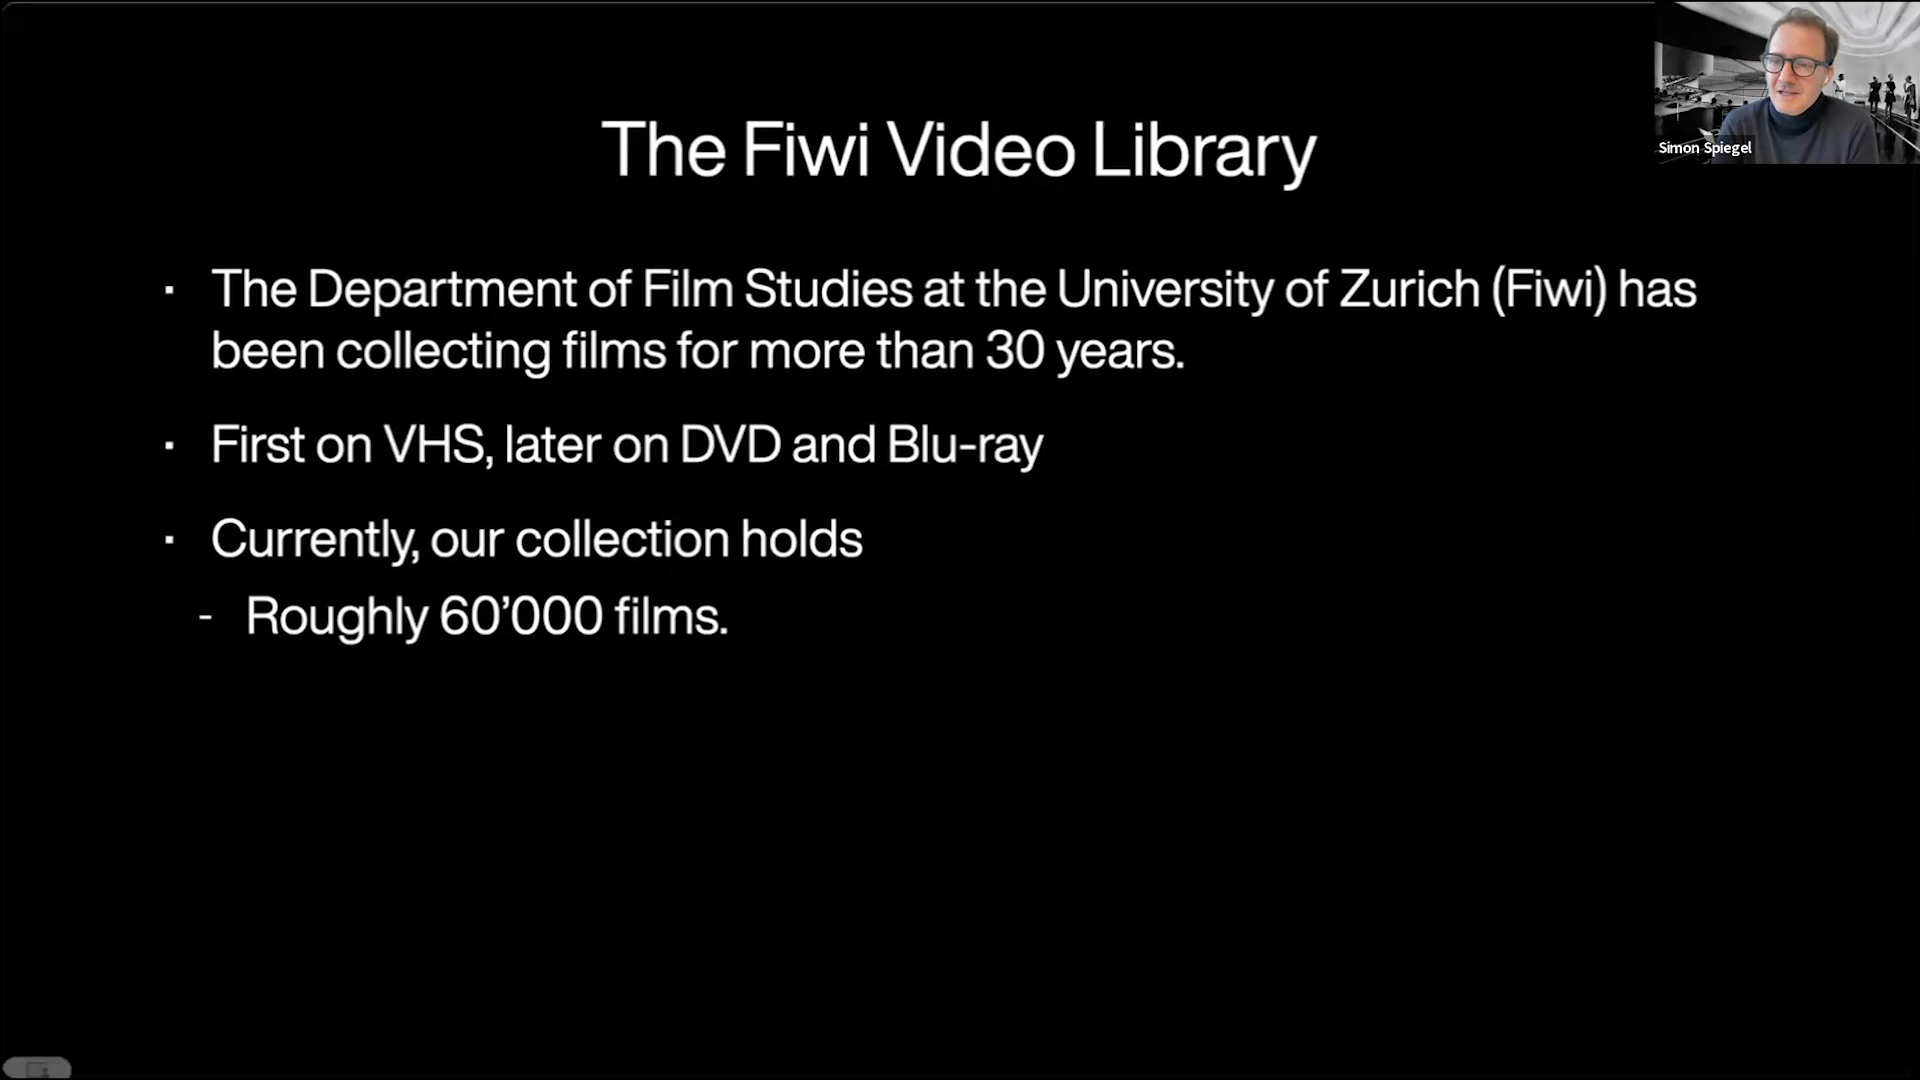 The Fiwi Video Library
Simon Spiegel
· The Department of Film Studies at the University of Zurich (Fiwi) has
been collecting films for more than 30 years.
· First on VHS, later on DVD and Blu-ray
· Currently, our collection holds
- Roughly 60’000 films.